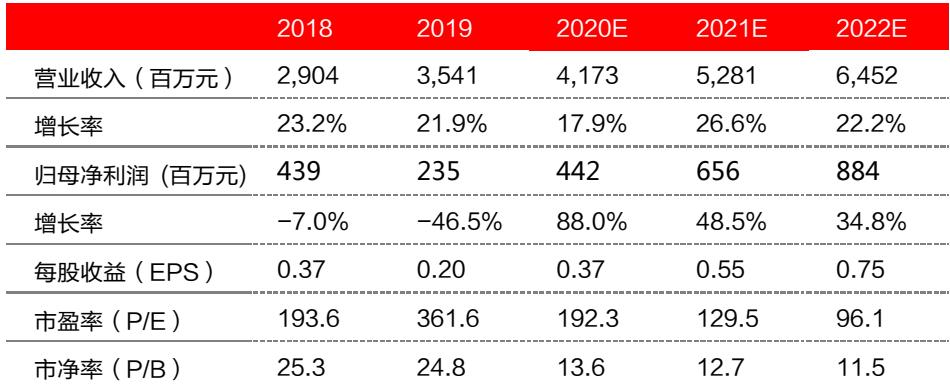 2018 2019 2020E 2021E 2022E
营业收入（百万元） 2,904 3,541 4,173 5,281 6,452
增长率 23.2% 21.9% 17.9% 26.6% 22.2%
归母净利润 (百万元) 439 235 442 656 884
增长率 −7.0% −46.5% 88.0% 48.5% 34.8%
每股收益（EPS） 0.37 0.20 0.37 0.55 0.75
市盈率（P/E） 193.6 361.6 192.3 129.5 96.1
市净率（P/B） 25.3 24.8 13.6 12.7 11.5